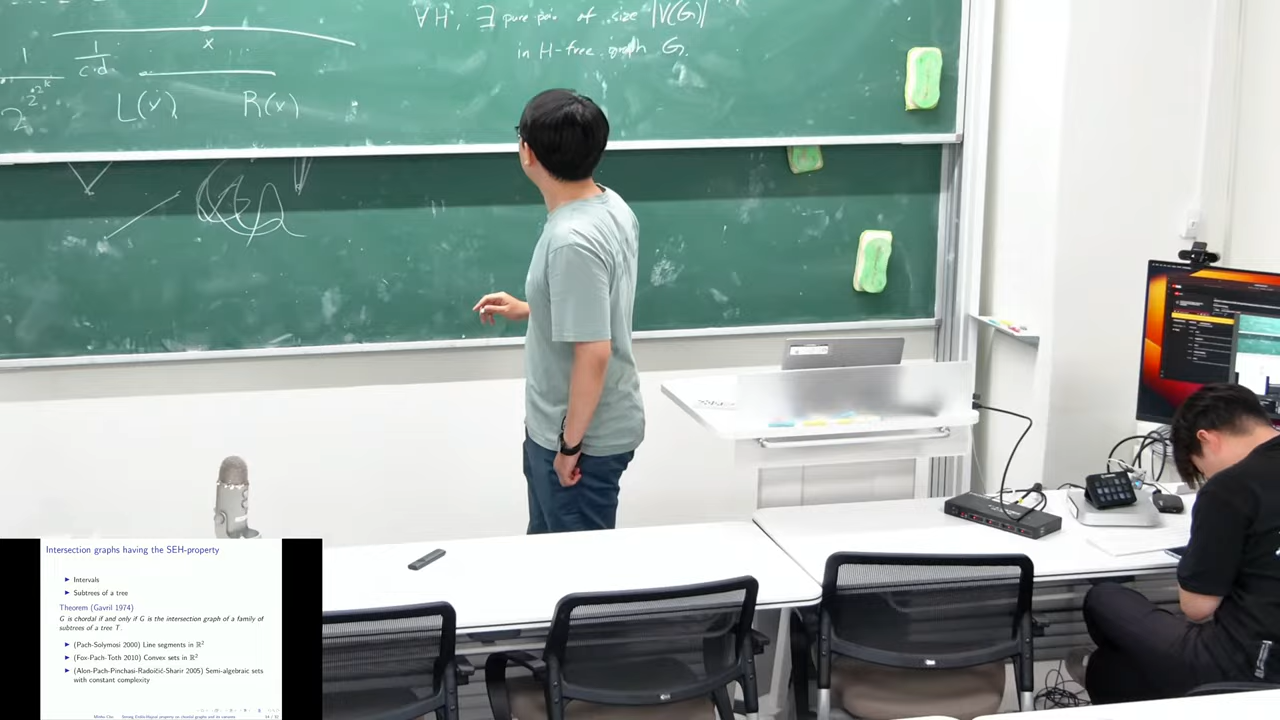 ∀H, ∃ pure pair of size |V(G)|
in H-free graph G.
x
1
1
c·d
2^2^2^k
L(x) R(x)
Intersection graphs having the SEH-property
▶ Intervals
▶ Subtrees of a tree
Theorem (Gavril 1974)
G is chordal if and only if G is the intersection graph of a family of
subtrees of a tree T.
▶ (Pach-Solymosi 2000) Line segments in ℝ²
▶ (Fox-Pach-Toth 2010) Convex sets in ℝ²
▶ (Alon-Pach-Pinchasi-Radoičić-Sharir 2005) Semi-algebraic sets
with constant complexity